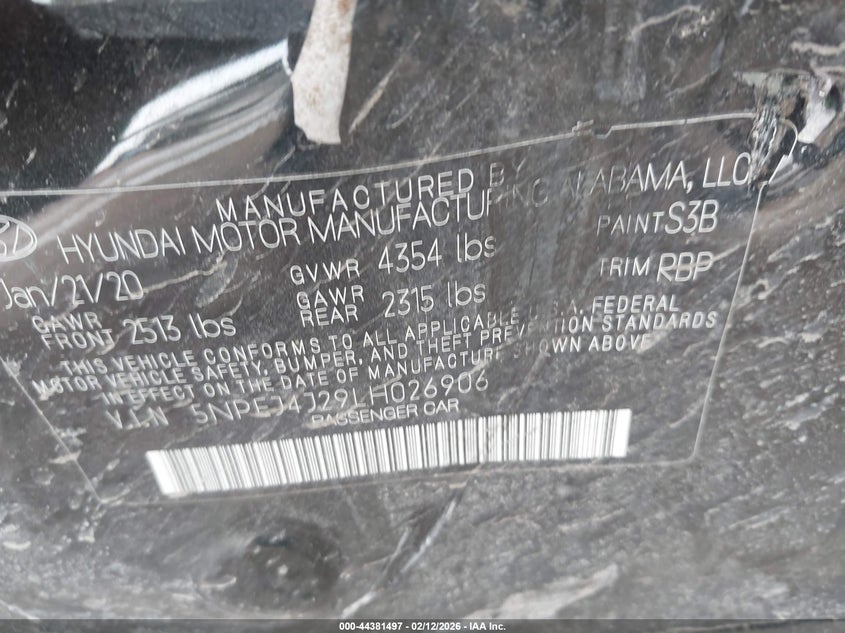 MANUFACTURED BY
HYUNDAI MOTOR MANUFACTURING ALABAMA, LLC
Jan/21/20 GVWR 4354 lbs PAINT S3B
GAWR FRONT 2513 lbs GAWR REAR 2315 lbs TRIM RBP
THIS VEHICLE CONFORMS TO ALL APPLICABLE U.S.A. FEDERAL
MOTOR VEHICLE SAFETY, BUMPER, AND THEFT PREVENTION STANDARDS
IN EFFECT ON THE DATE OF MANUFACTURE SHOWN ABOVE
V.I.N 5NPEJ4J29LH026906
PASSENGER CAR
000-44381497 - 02/12/2026 - IAA Inc.